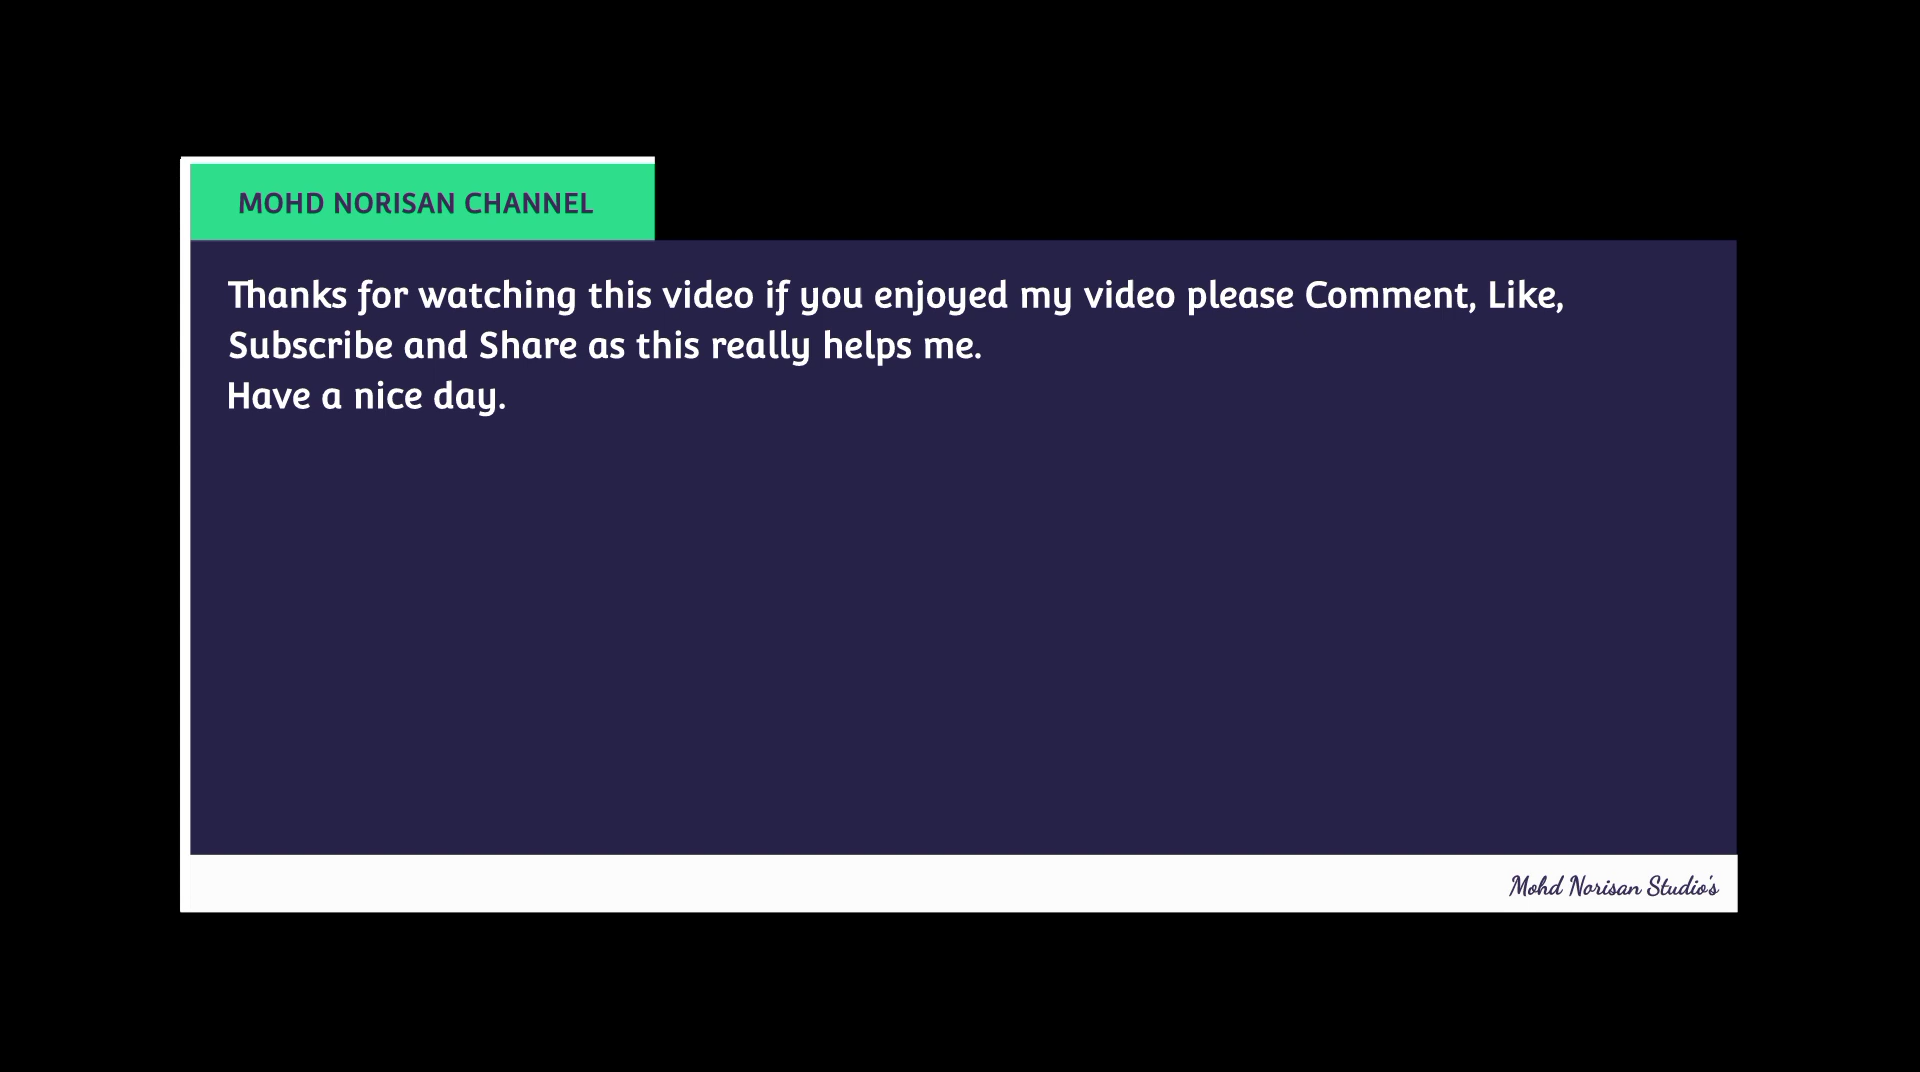 MOHD NORISAN CHANNEL
Thanks for watching this video if you enjoyed my video please Comment, Like,
Subscribe and Share as this really helps me.
Have a nice day.
Mohd Norisan Studio's